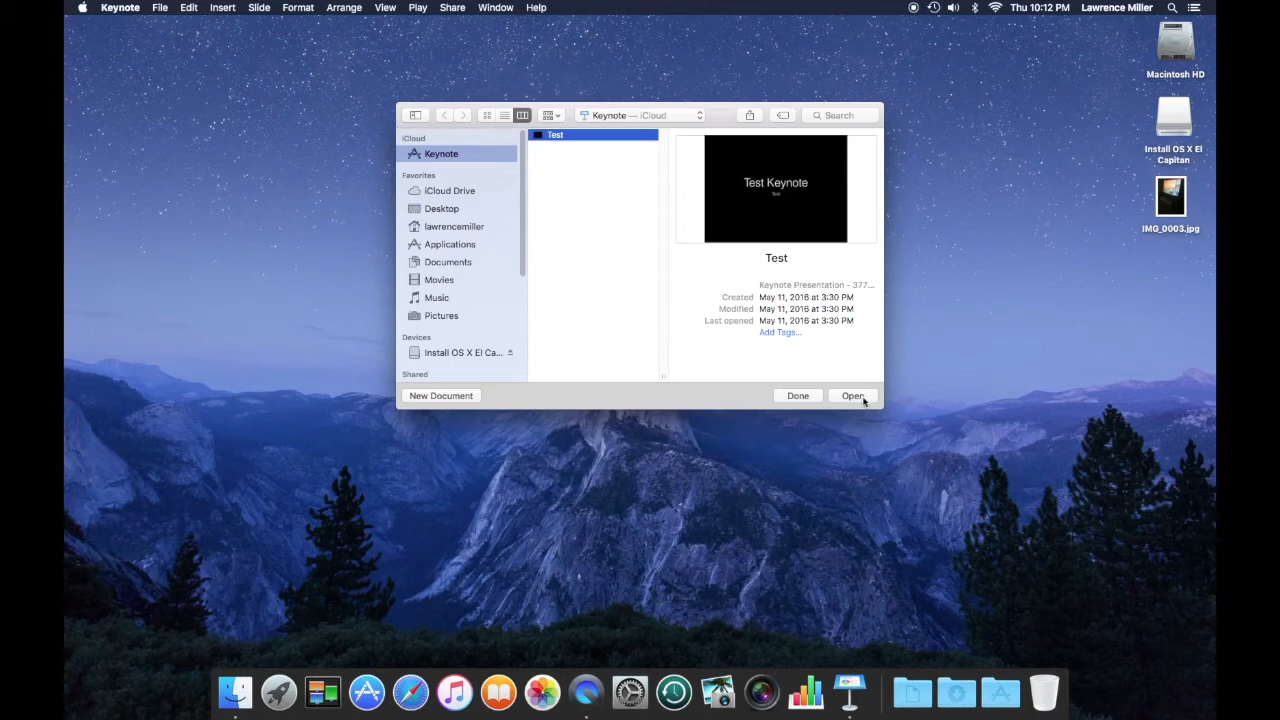 Keynote File Edit Insert Slide Format Arrange View Play Share Window Help Thu 10:12 PM Lawrence Miller
Macintosh HD
Install OS X El
Capitan
IMG_0003.jpg
Keynote — iCloud
Search
iCloud
Keynote
Favorites
iCloud Drive
Desktop
lawrencemiller
Applications
Documents
Movies
Music
Pictures
Devices
Install OS X El Ca...
Shared
Test
Test Keynote
Test
Test
Keynote Presentation - 377...
Created May 11, 2016 at 3:30 PM
Modified May 11, 2016 at 3:30 PM
Last opened May 11, 2016 at 3:30 PM
Add Tags...
New Document
Done
Open